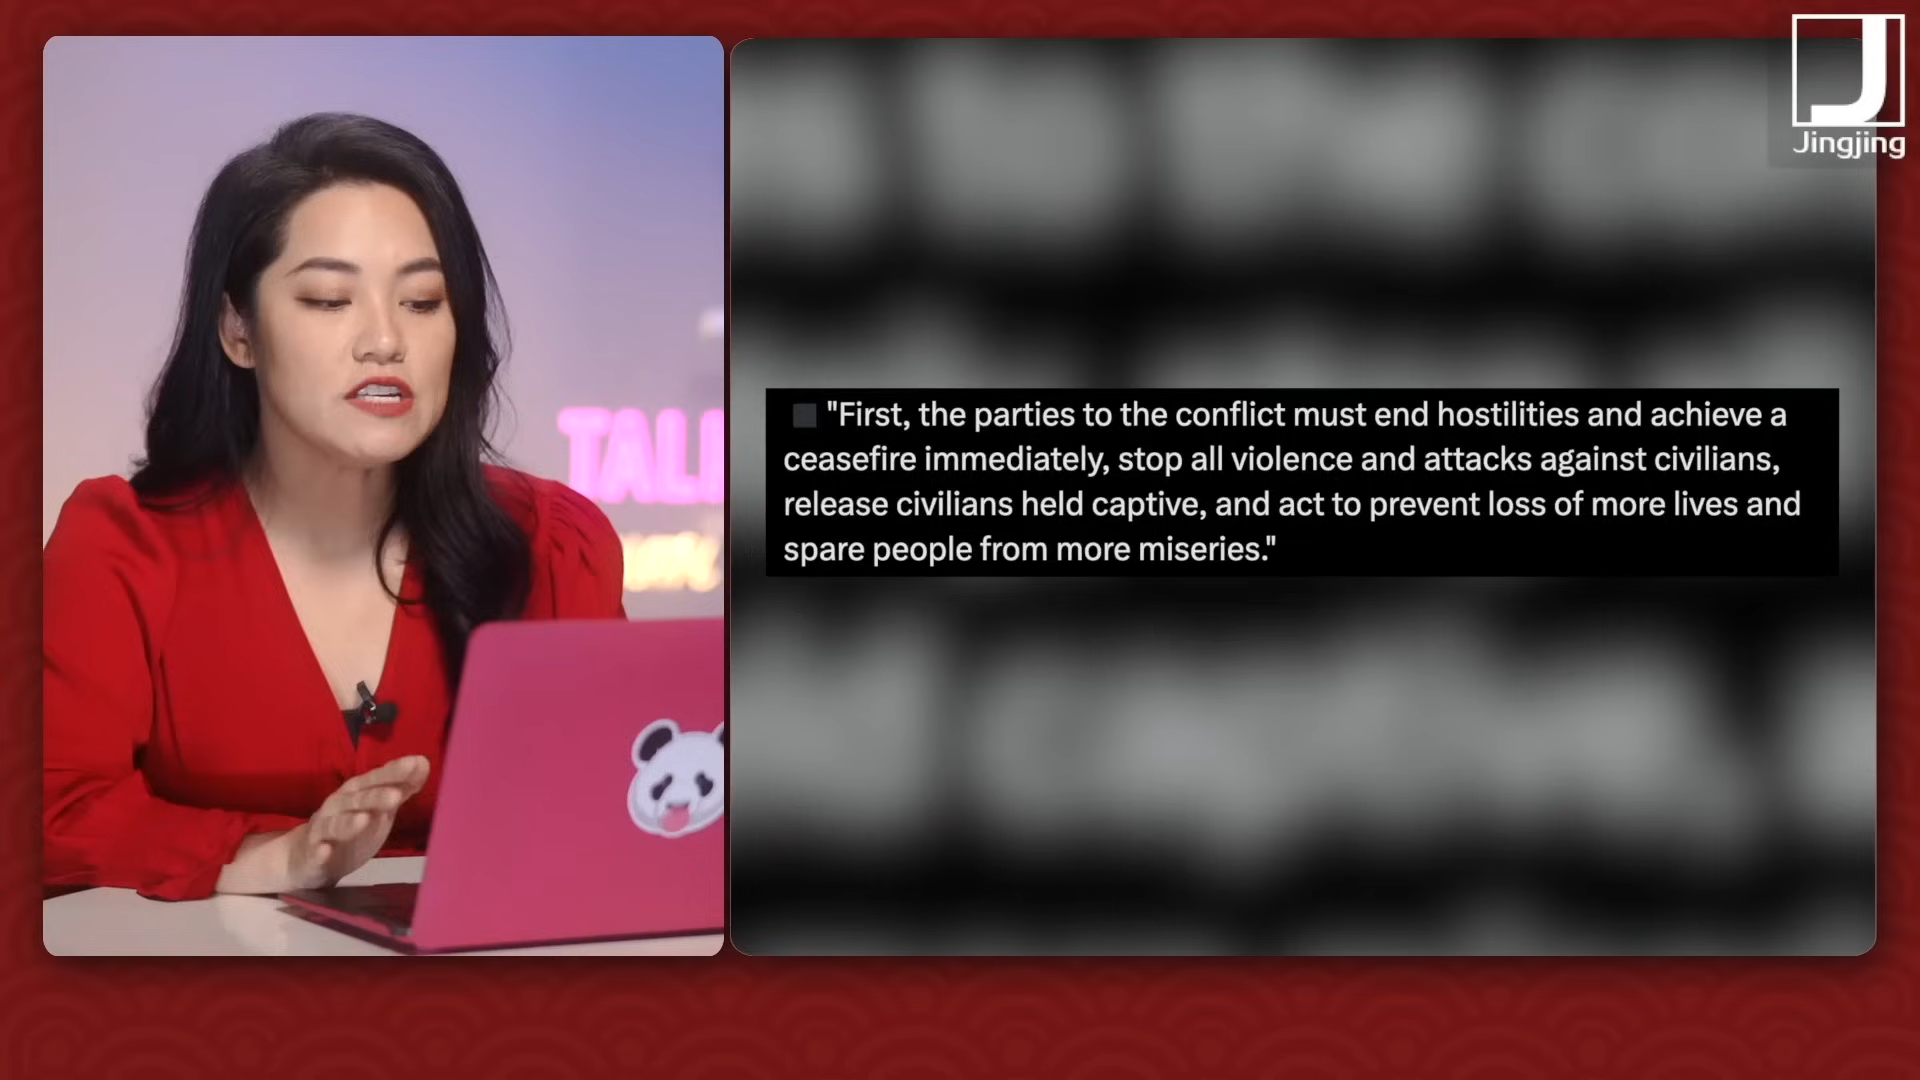 Jingjing
TAL
"First, the parties to the conflict must end hostilities and achieve a
ceasefire immediately, stop all violence and attacks against civilians,
release civilians held captive, and act to prevent loss of more lives and
spare people from more miseries."